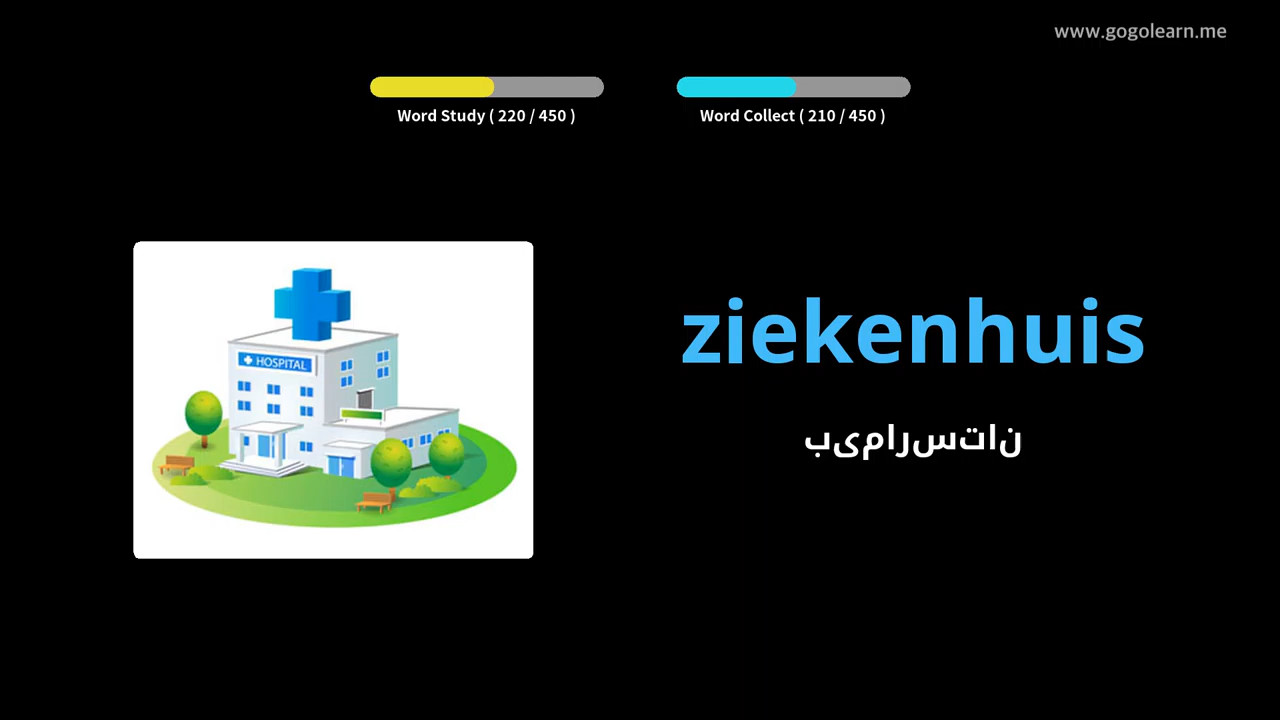 www.gogolearn.me
Word Study ( 220 / 450 )
Word Collect ( 210 / 450 )
HOSPITAL
ziekenhuis
ناتسرامیب